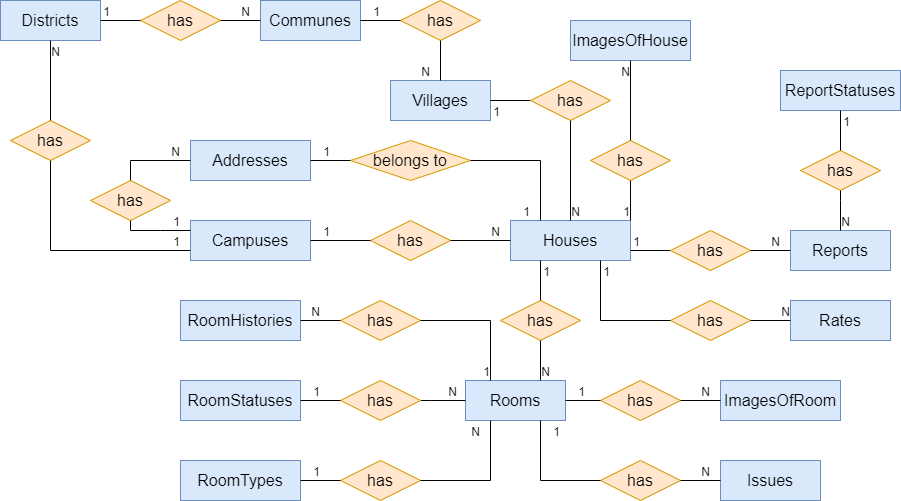 Districts 1 has N Communes 1 has
ImagesOfHouse
N N N
Villages 1 has ReportStatuses
1
has Addresses N 1 belongs to has has
has
1 1 N 1 N
1 Campuses 1 has N Houses 1 has N Reports
1 1
RoomHistories N has has has N Rates
1 N
RoomStatuses 1 has N Rooms 1 has N ImagesOfRoom
N 1
RoomTypes 1 has has N Issues